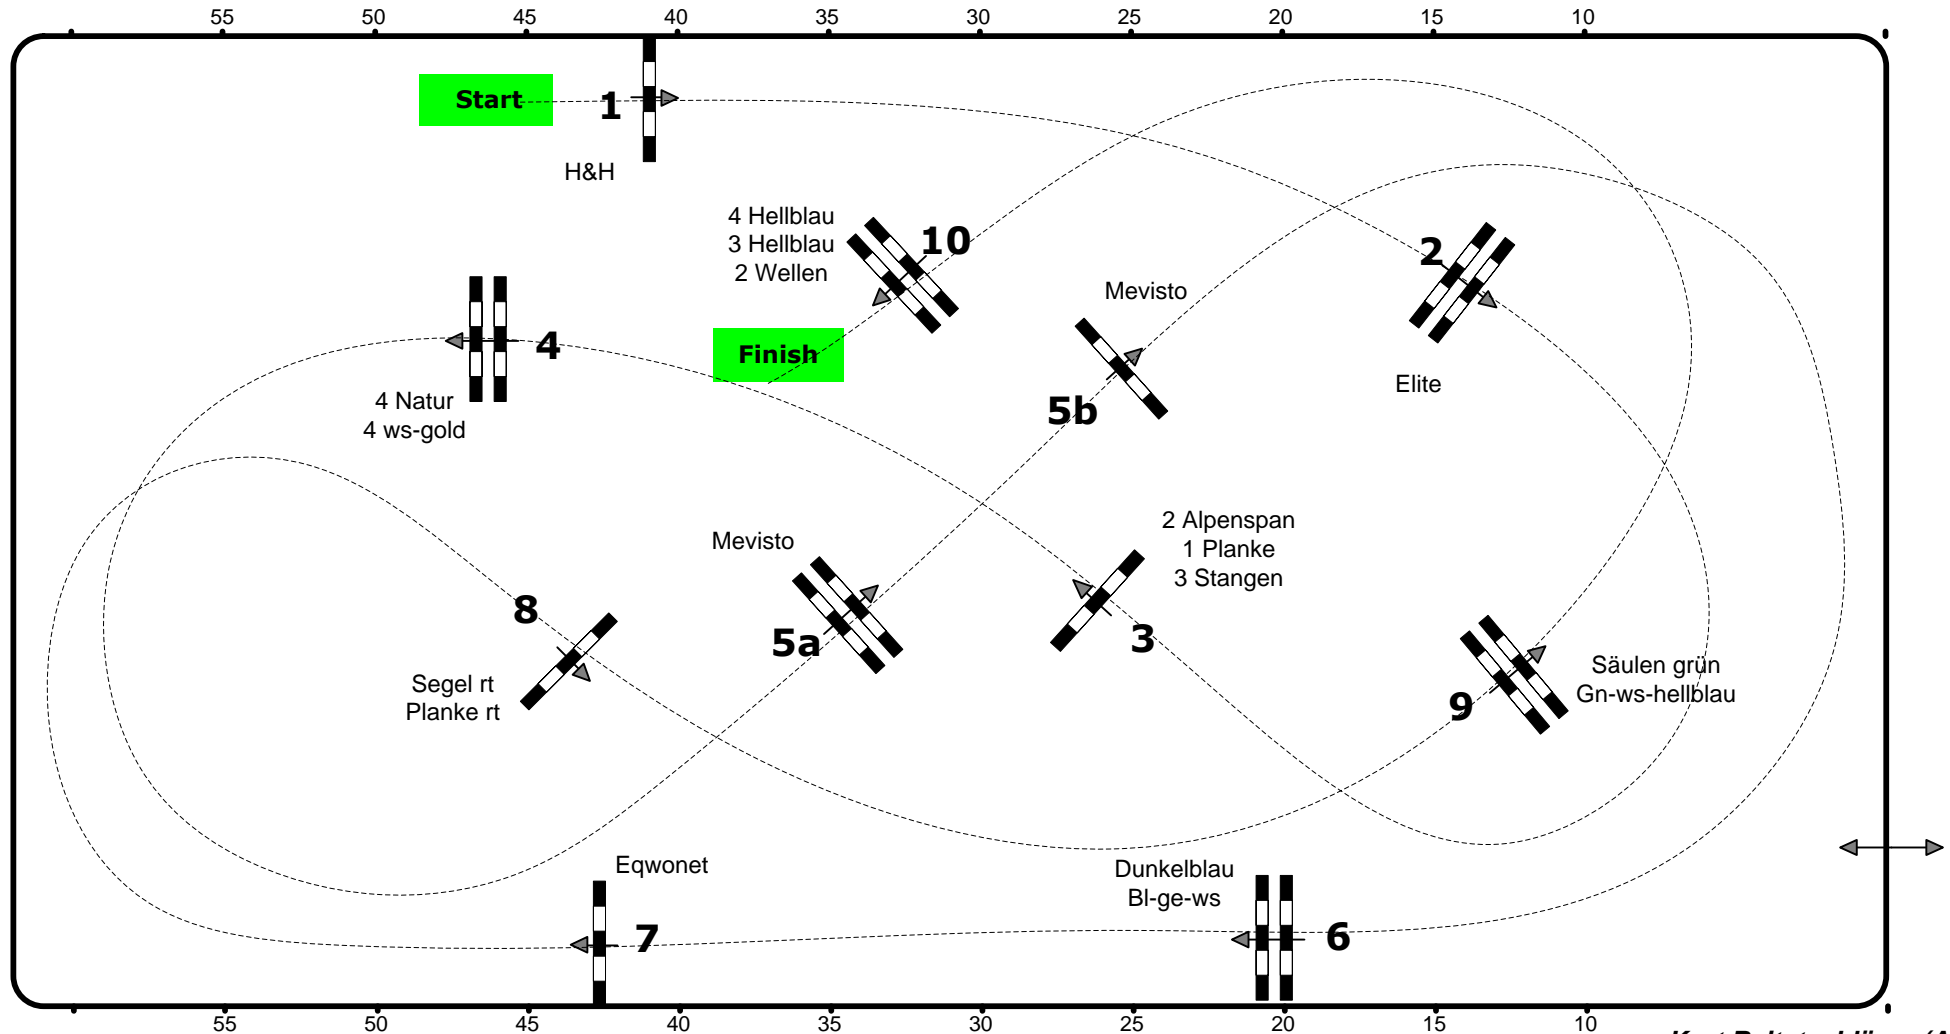 55 50 45 40 35 30 25 20 15 10
Start
1
H&H
4 Hellblau
3 Hellblau
2 Wellen
10
2
Mevisto
4
Finish
Elite
4 Natur
4 ws-gold
5b
2 Alpenspan
1 Planke
3 Stangen
Mevisto
8
5a
3
Säulen grün
Gn-ws-hellblau
Segel rt
Planke rt
9
Eqwonet
Dunkelblau
Bl-ge-ws
7
6
55 50 45 40 35 30 25 20 15 10